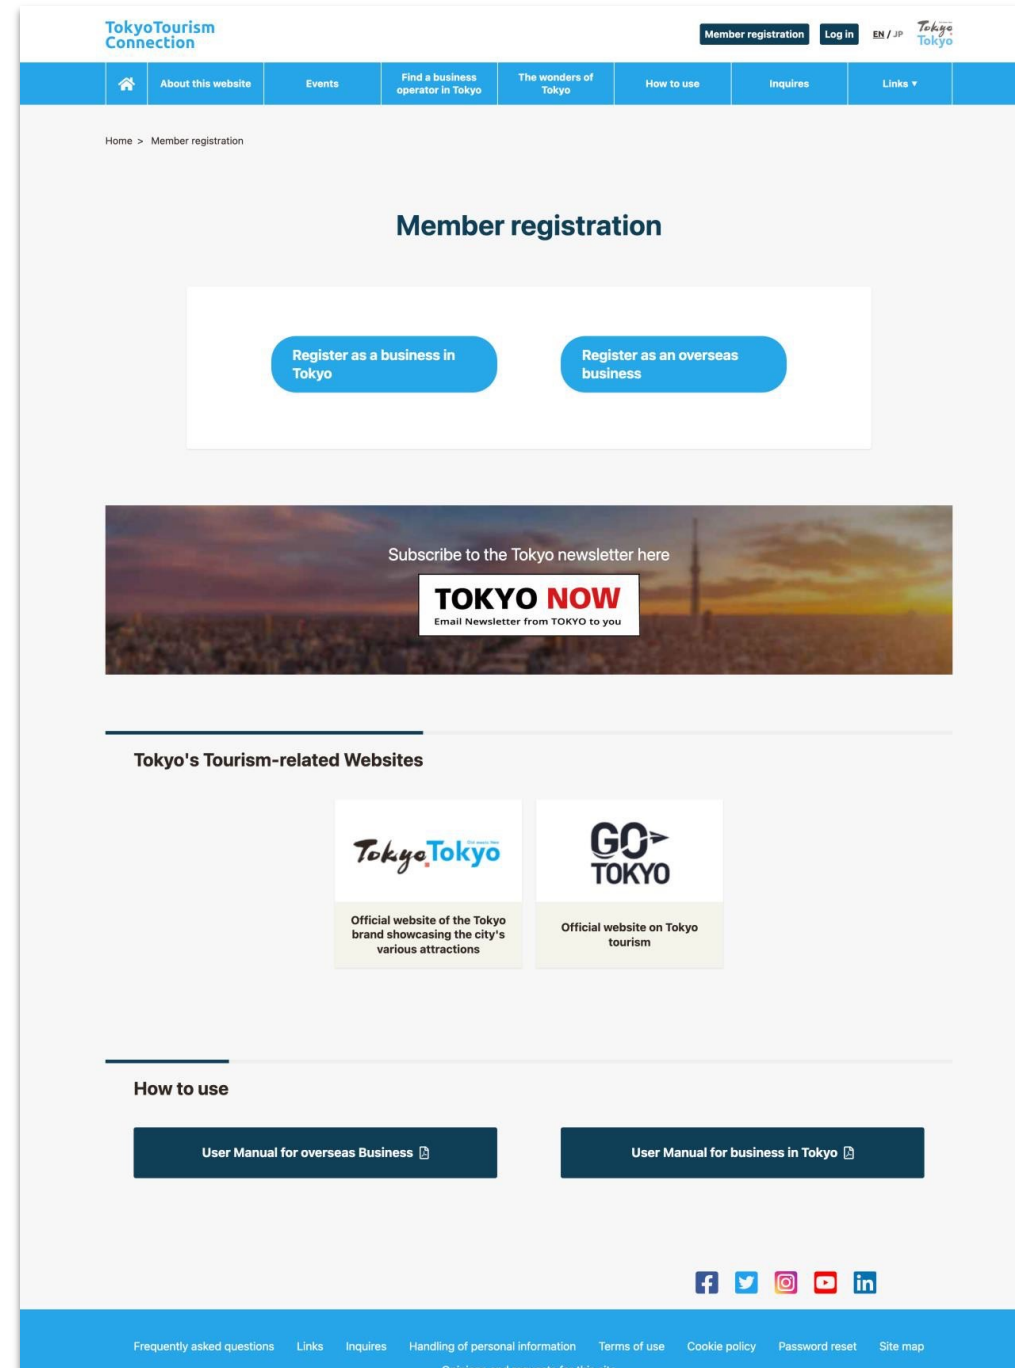 TokyoTourism
Connection
Member registration
Log in
EN / JP
Tokyo
Tokyo
About this website
Events
Find a business
operator in Tokyo
The wonders of
Tokyo
How to use
Inquires
Links ▼
Home > Member registration
Member registration
Register as a business in
Tokyo
Register as an overseas
business
Subscribe to the Tokyo newsletter here
TOKYO NOW
Email Newsletter from TOKYO to you
Tokyo's Tourism-related Websites
Tokyo Tokyo
Official website of the Tokyo
brand showcasing the city's
various attractions
GO
TOKYO
Official website on Tokyo
tourism
How to use
User Manual for overseas Business
User Manual for business in Tokyo
Frequently asked questions
Links
Inquires
Handling of personal information
Terms of use
Cookie policy
Password reset
Site map